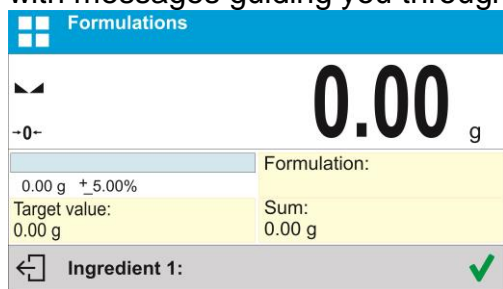 with messages guiding you through
Formulations
0.00 g
→0←
0.00 g ±5.00%
Formulation:
Target value:
0.00 g
Sum:
0.00 g
Ingredient 1: